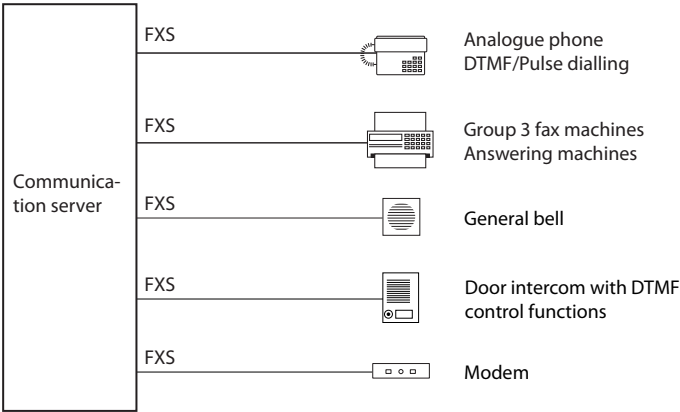 FXS
Analogue phone
DTMF/Pulse dialling
FXS
Group 3 fax machines
Answering machines
Communica-
tion server
FXS
General bell
FXS
Door intercom with DTMF
control functions
FXS
Modem